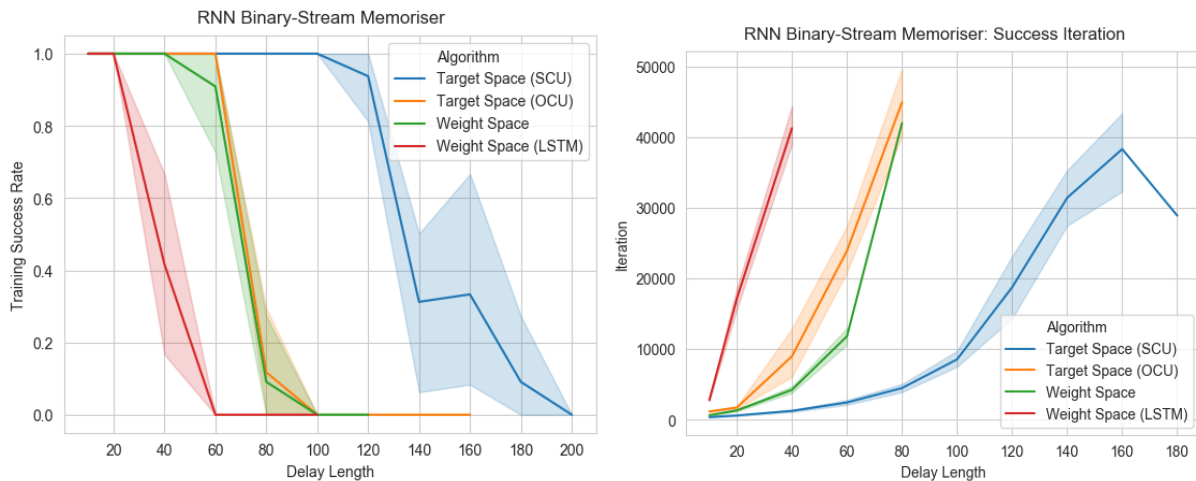 RNN Binary-Stream Memoriser
1.0
0.8
0.6
0.4
0.2
0.0
Training Success Rate
Algorithm
Target Space (SCU)
Target Space (OCU)
Weight Space
Weight Space (LSTM)
20 40 60 80 100 120 140 160 180 200
Delay Length
RNN Binary-Stream Memoriser: Success Iteration
50000
40000
30000
20000
10000
0
Iteration
Algorithm
Target Space (SCU)
Target Space (OCU)
Weight Space
Weight Space (LSTM)
20 40 60 80 100 120 140 160 180
Delay Length